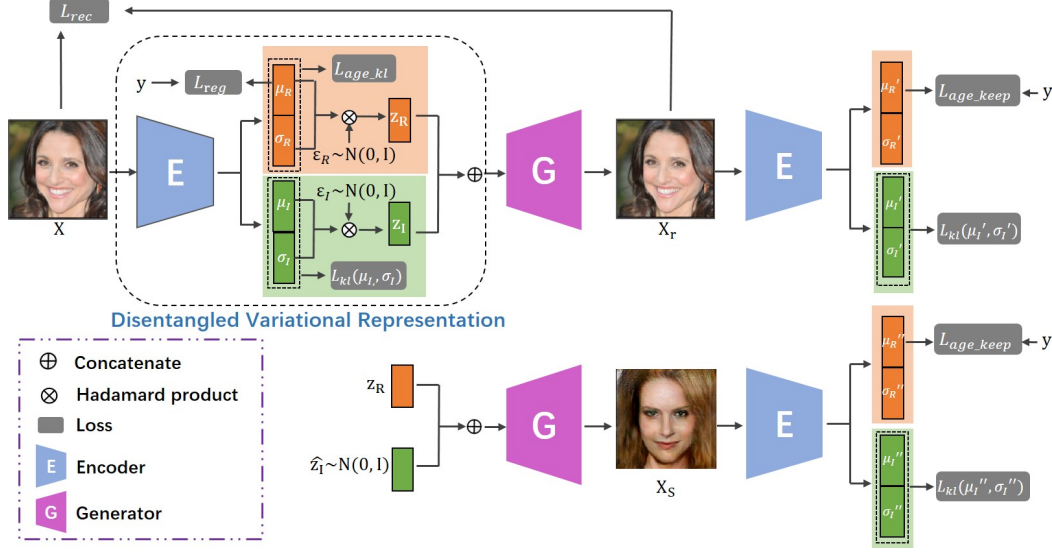 L_rec
y
L_reg
L_age_kl
μ_R
σ_R
z_R
ε_R~N(0, I)
E
X
ε_I~N(0, I)
μ_I
σ_I
z_I
L_kl(μ_I, σ_I)
Disentangled Variational Representation
⊕
G
X_r
E
μ_R′
σ_R′
L_age_keep
y
μ_I′
σ_I′
L_kl(μ_I′, σ_I′)
⊕ Concatenate
⊗ Hadamard product
Loss
E Encoder
G Generator
z_R
ẑ_I~N(0, I)
⊕
G
X_S
E
μ_R″
σ_R″
L_age_keep
y
μ_I″
σ_I″
L_kl(μ_I″, σ_I″)